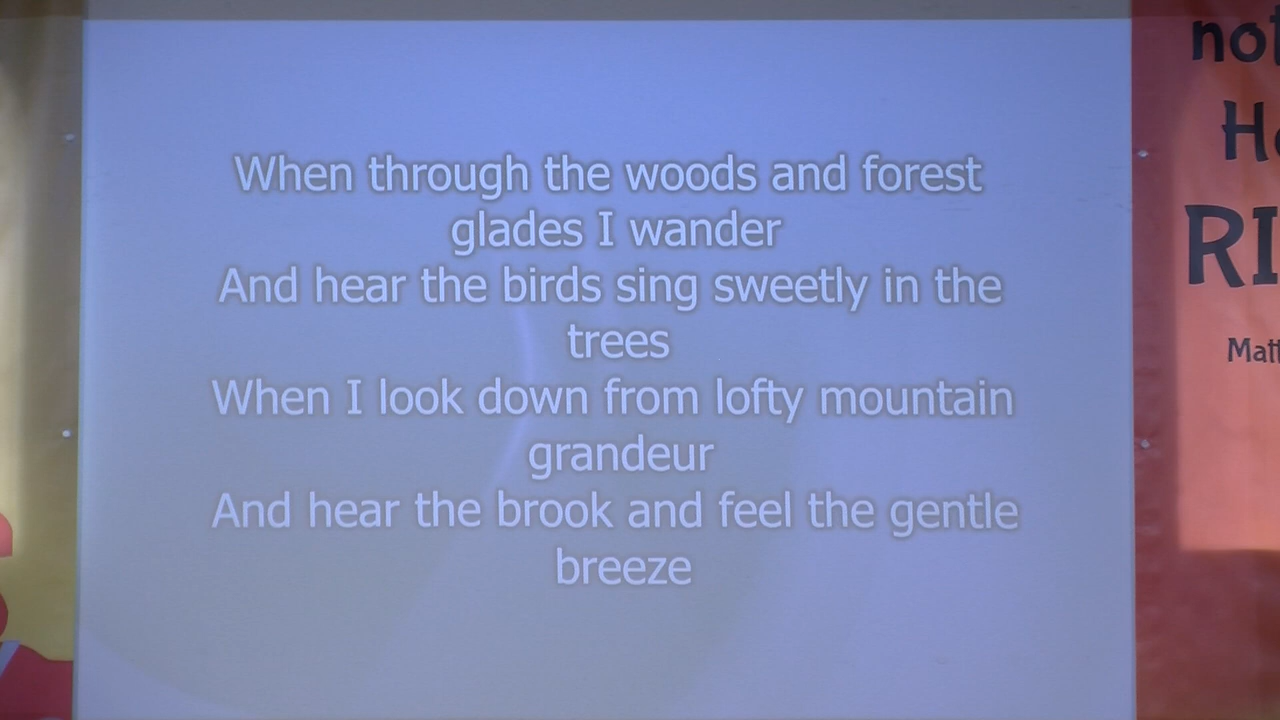 When through the woods and forest
glades I wander
And hear the birds sing sweetly in the
trees
When I look down from lofty mountain
grandeur
And hear the brook and feel the gentle
breeze
RI